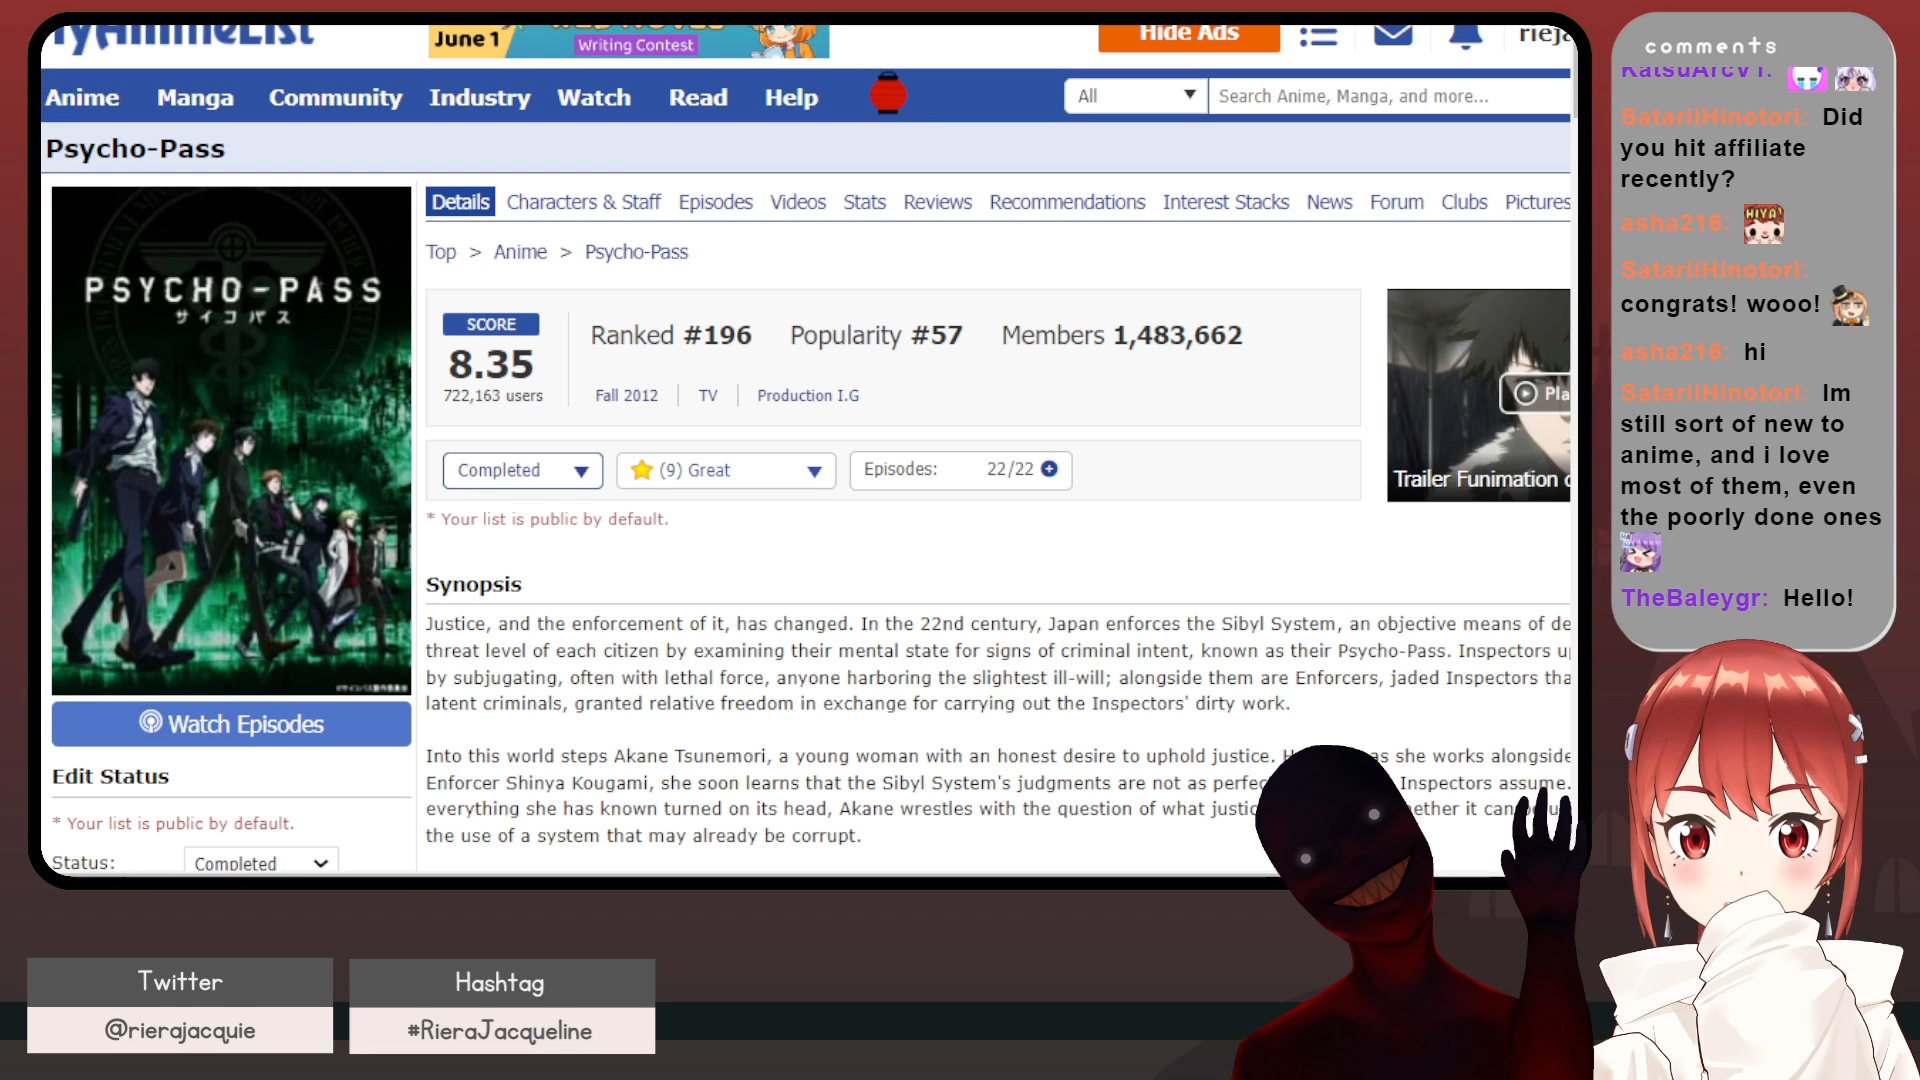 MyAnimeList
June 1
Writing Contest
Hide Ads
Anime Manga Community Industry Watch Read Help
All
Search Anime, Manga, and more...
Psycho-Pass
PSYCHO-PASS
サイコパス
Details Characters & Staff Episodes Videos Stats Reviews Recommendations Interest Stacks News Forum Clubs Pictures
Top > Anime > Psycho-Pass
SCORE
8.35
722,163 users
Ranked #196 Popularity #57 Members 1,483,662
Fall 2012 TV Production I.G
Completed (9) Great Episodes: 22/22
* Your list is public by default.
Trailer Funimation
Synopsis
Justice, and the enforcement of it, has changed. In the 22nd century, Japan enforces the Sibyl System, an objective means of
threat level of each citizen by examining their mental state for signs of criminal intent, known as their Psycho-Pass. Inspectors
by subjugating, often with lethal force, anyone harboring the slightest ill-will; alongside them are Enforcers, jaded Inspectors
latent criminals, granted relative freedom in exchange for carrying out the Inspectors' dirty work.
Into this world steps Akane Tsunemori, a young woman with an honest desire to uphold justice. as she works alongside
Enforcer Shinya Kougami, she soon learns that the Sibyl System's judgments are not as Inspectors assume.
everything she has known turned on its head, Akane wrestles with the question of what
the use of a system that may already be corrupt.
Watch Episodes
Edit Status
* Your list is public by default.
Status: Completed
Twitter
@rierajacquie
Hashtag
#RieraJacqueline
comments
KatsuArcVT:
SatariiHinotori: Did
you hit affiliate
recently?
asha216:
HIYA!
SatariiHinotori:
congrats! wooo!
asha216: hi
SatariiHinotori: Im
still sort of new to
anime, and i love
most of them, even
the poorly done ones
TheBaleygr: Hello!